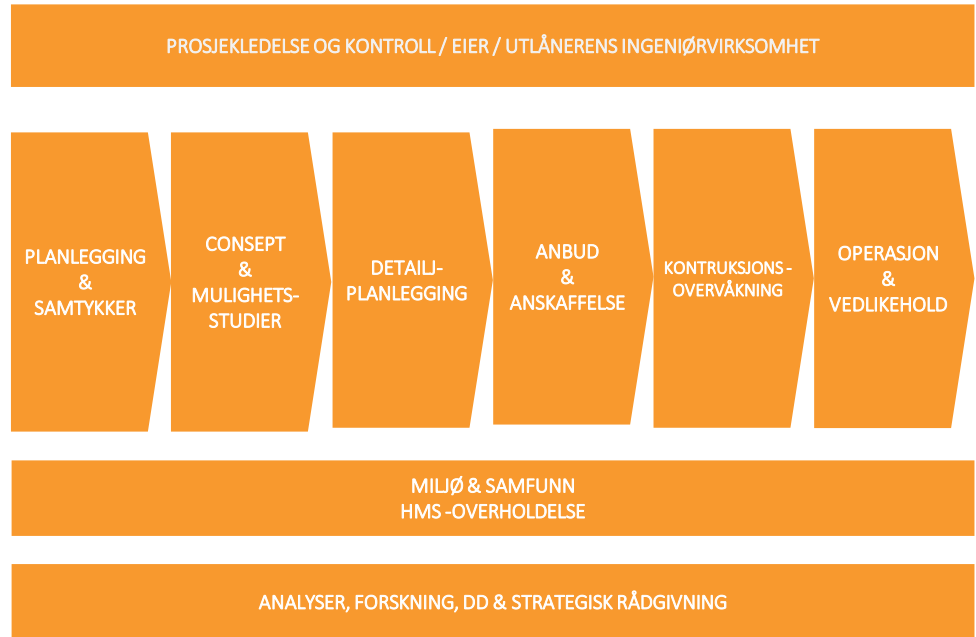 PROSJEKLEDELSE OG KONTROLL / EIER / UTLÅNERENS INGENIØRVIRKSOMHET
PLANLEGGING
&
SAMTYKKER
CONSEPT
&
MULIGHETS-
STUDIER
DETAILJ-
PLANLEGGING
ANBUD
&
ANSKAFFELSE
KONTRUKSJONS -
OVERVÅKNING
OPERASJON
&
VEDLIKEHOLD
MILJØ & SAMFUNN
HMS -OVERHOLDELSE
ANALYSER, FORSKNING, DD & STRATEGISK RÅDGIVNING